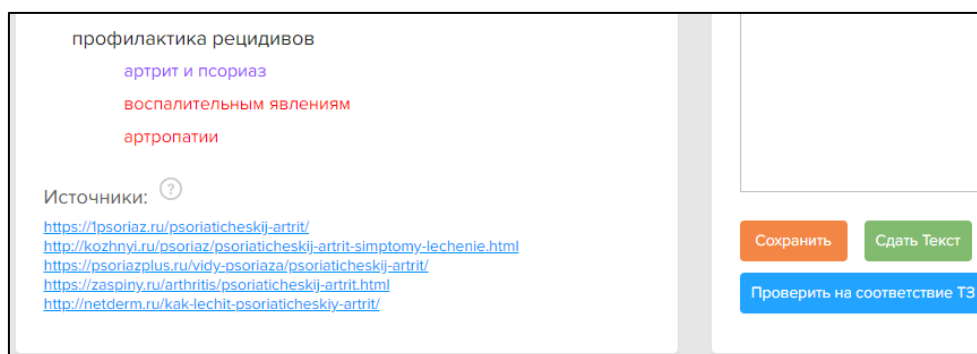 профилактика рецидивов
артрит и псориаз
воспалительным явлениям
артропатии
Источники: ?
https://1psoriaz.ru/psoriaticheskij-artrit/
http://kozhnyi.ru/psoriaz/psoriaticheskij-artrit-simptomy-lechenie.html
https://psoriazplus.ru/vidy-psoriaza/psoriaticheskij-artrit/
https://zaspiny.ru/arthritis/psoriaticheskij-artrit.html
http://netderm.ru/kak-lechit-psoriaticheskiy-artrit/
Сохранить
Сдать Текст
Проверить на соответствие ТЗ